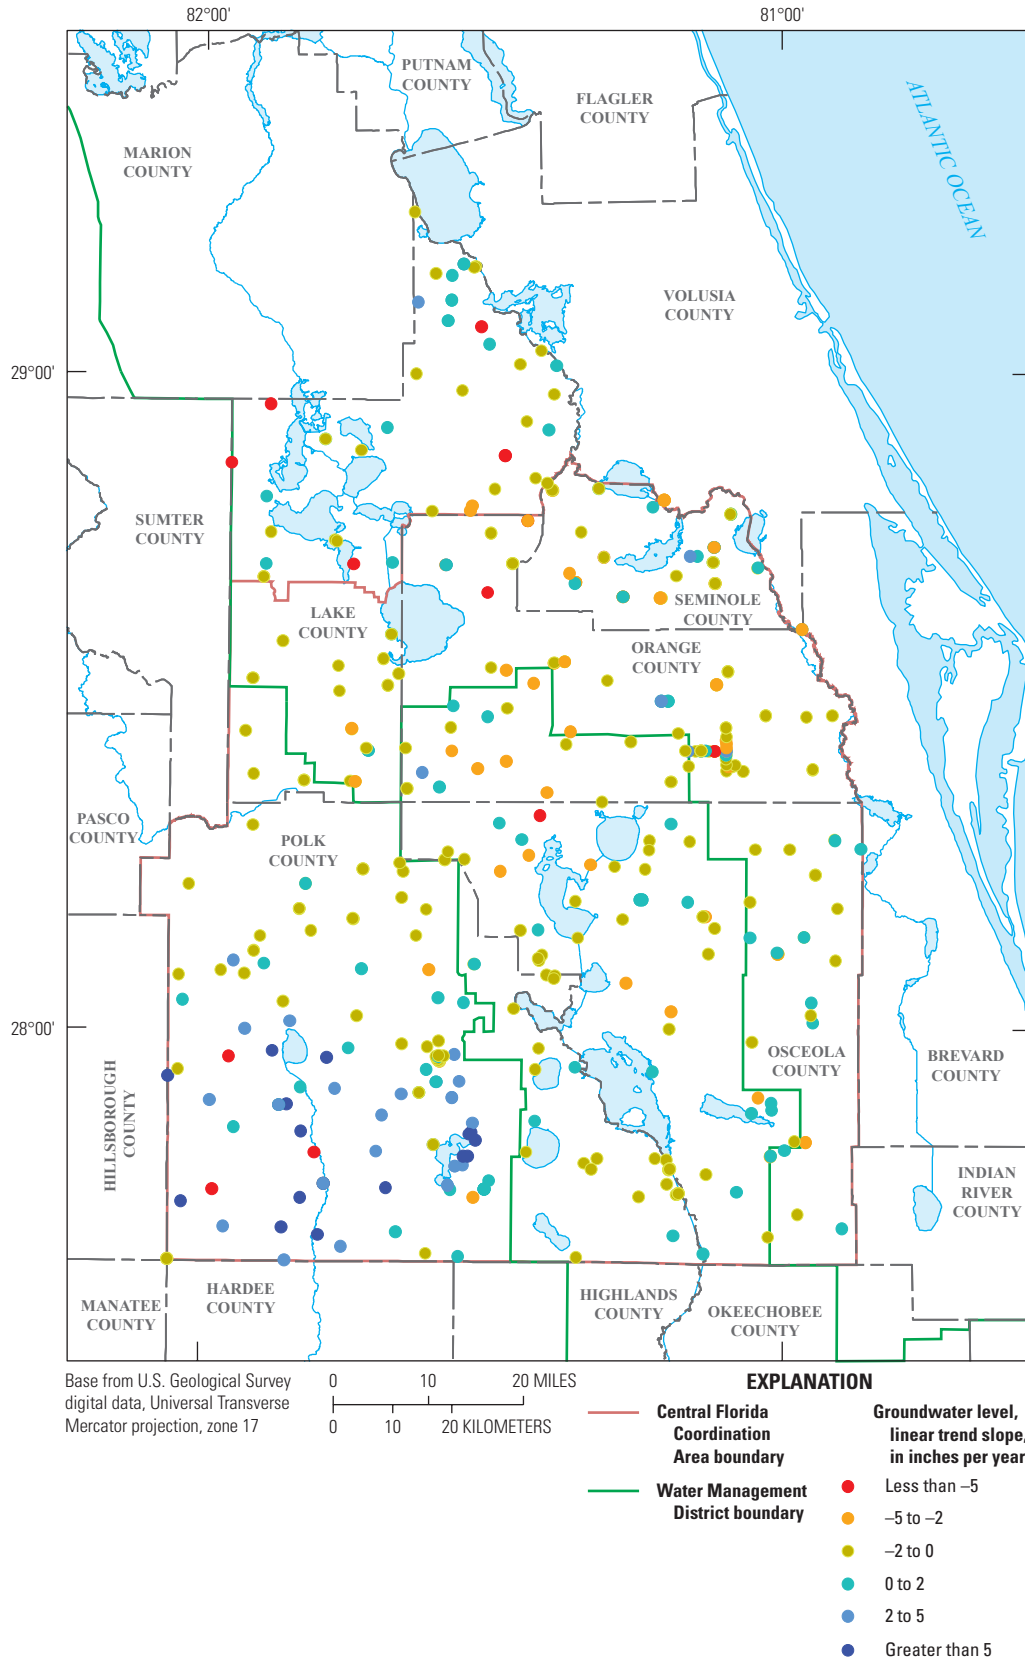 82°00'
81°00'
PUTNAM
COUNTY
FLAGLER
COUNTY
ATLANTIC OCEAN
MARION
COUNTY
VOLUSIA
COUNTY
29°00'
SUMTER
COUNTY
LAKE
COUNTY
SEMINOLE
COUNTY
ORANGE
COUNTY
PASCO
COUNTY
POLK
COUNTY
28°00'
OSCEOLA
COUNTY
BREVARD
COUNTY
HILLSBOROUGH
COUNTY
INDIAN
RIVER
COUNTY
HARDEE
COUNTY
MANATEE
COUNTY
HIGHLANDS
COUNTY
OKEECHOBEE
COUNTY
Base from U.S. Geological Survey
digital data, Universal Transverse
Mercator projection, zone 17
0 10 20 MILES
0 10 20 KILOMETERS
EXPLANATION
Central Florida
Coordination
Area boundary
Water Management
District boundary
Groundwater level,
linear trend slope,
in inches per year
Less than –5
–5 to –2
–2 to 0
0 to 2
2 to 5
Greater than 5